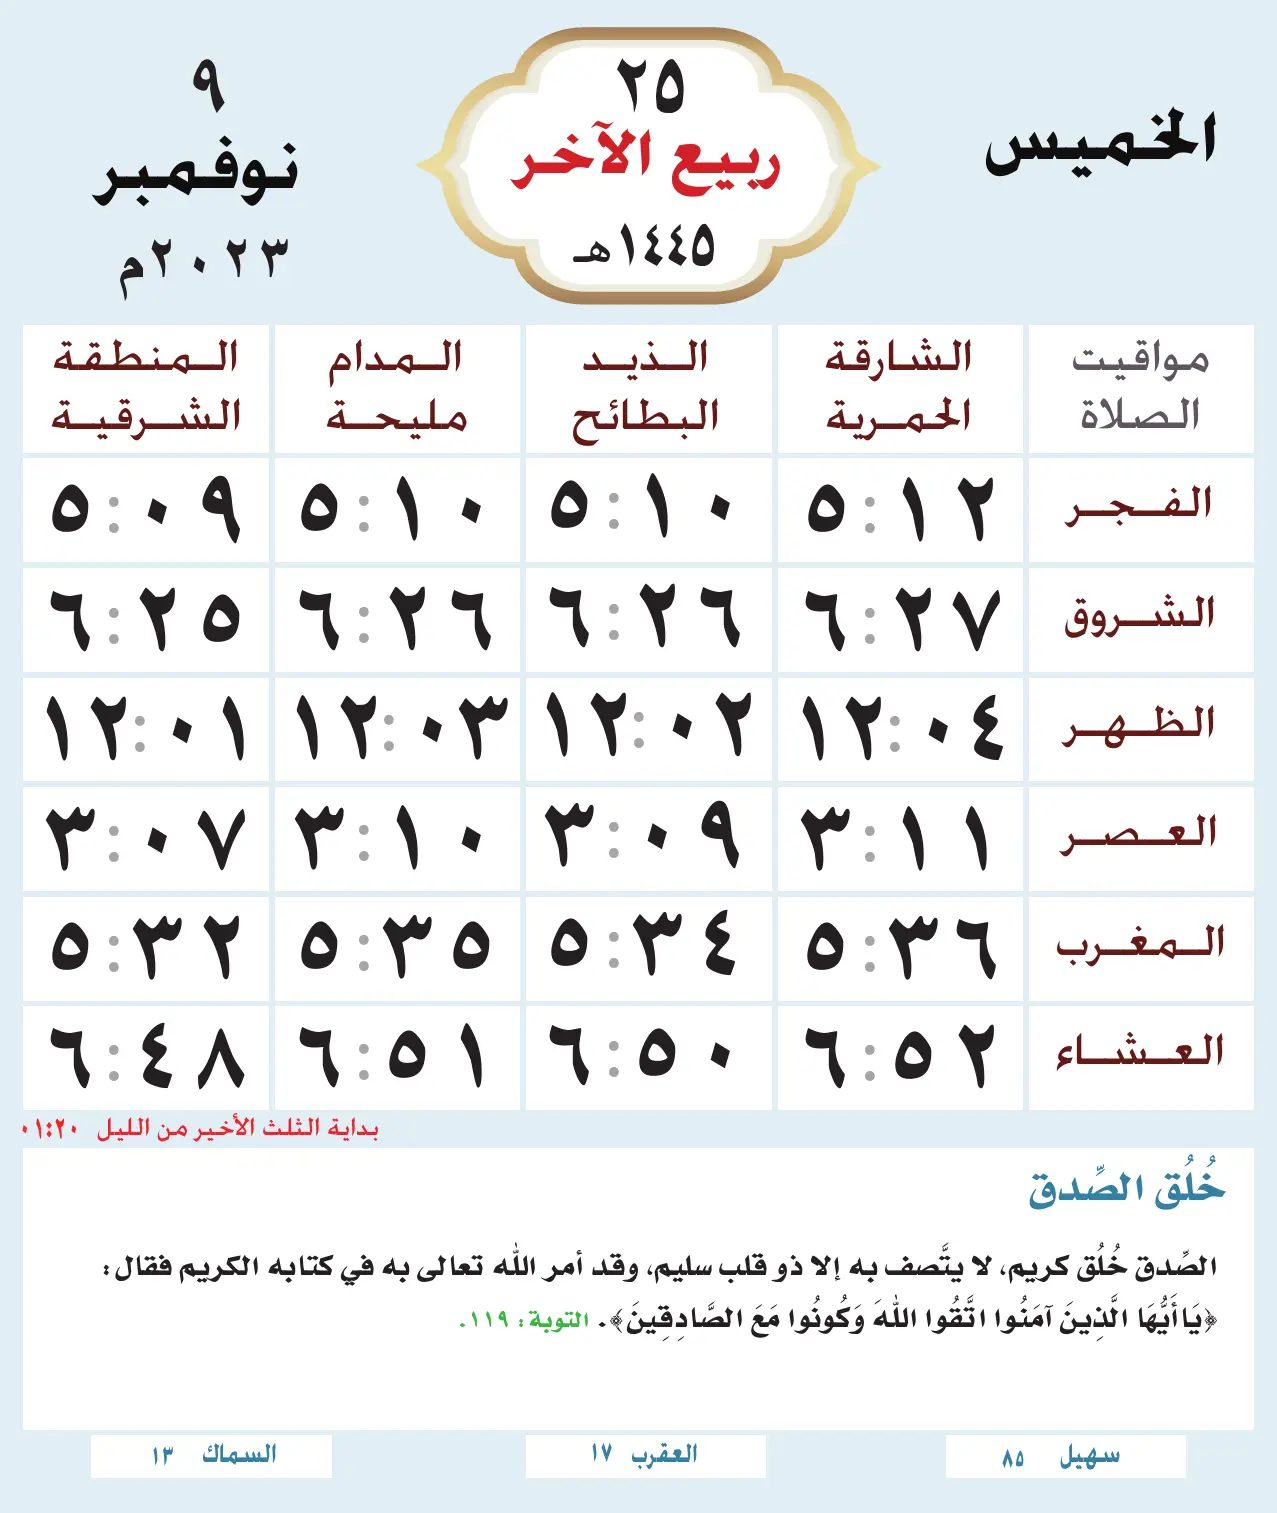 الخميس
٢٥
ربيع الآخر
١٤٤٥هـ
٩
نوفمبر
٢٠٢٣م
مواقيت الصلاة الشارقة الحمرية الذيد البطائح المدام مليحة المنطقة الشرقية
الفجر ٥:١٢ ٥:١٠ ٥:١٠ ٥:٠٩
الشروق ٦:٢٧ ٦:٢٦ ٦:٢٦ ٦:٢٥
الظهر ١٢:٠٤ ١٢:٠٢ ١٢:٠٣ ١٢:٠١
العصر ٣:١١ ٣:٠٩ ٣:١٠ ٣:٠٧
المغرب ٥:٣٦ ٥:٣٤ ٥:٣٥ ٥:٣٢
العشاء ٦:٥٢ ٦:٥٠ ٦:٥١ ٦:٤٨
بداية الثلث الأخير من الليل ٠١:٢٠
خُلُق الصِّدق
الصِّدق خُلُق كريم، لا يتَّصف به إلا ذو قلب سليم، وقد أمر الله تعالى به في كتابه الكريم فقال:
﴿يَا أَيُّهَا الَّذِينَ آمَنُوا اتَّقُوا اللهَ وَكُونُوا مَعَ الصَّادِقِينَ﴾. التوبة: ١١٩.
سهيل ٨٥
العقرب ١٧
السماك ١٣